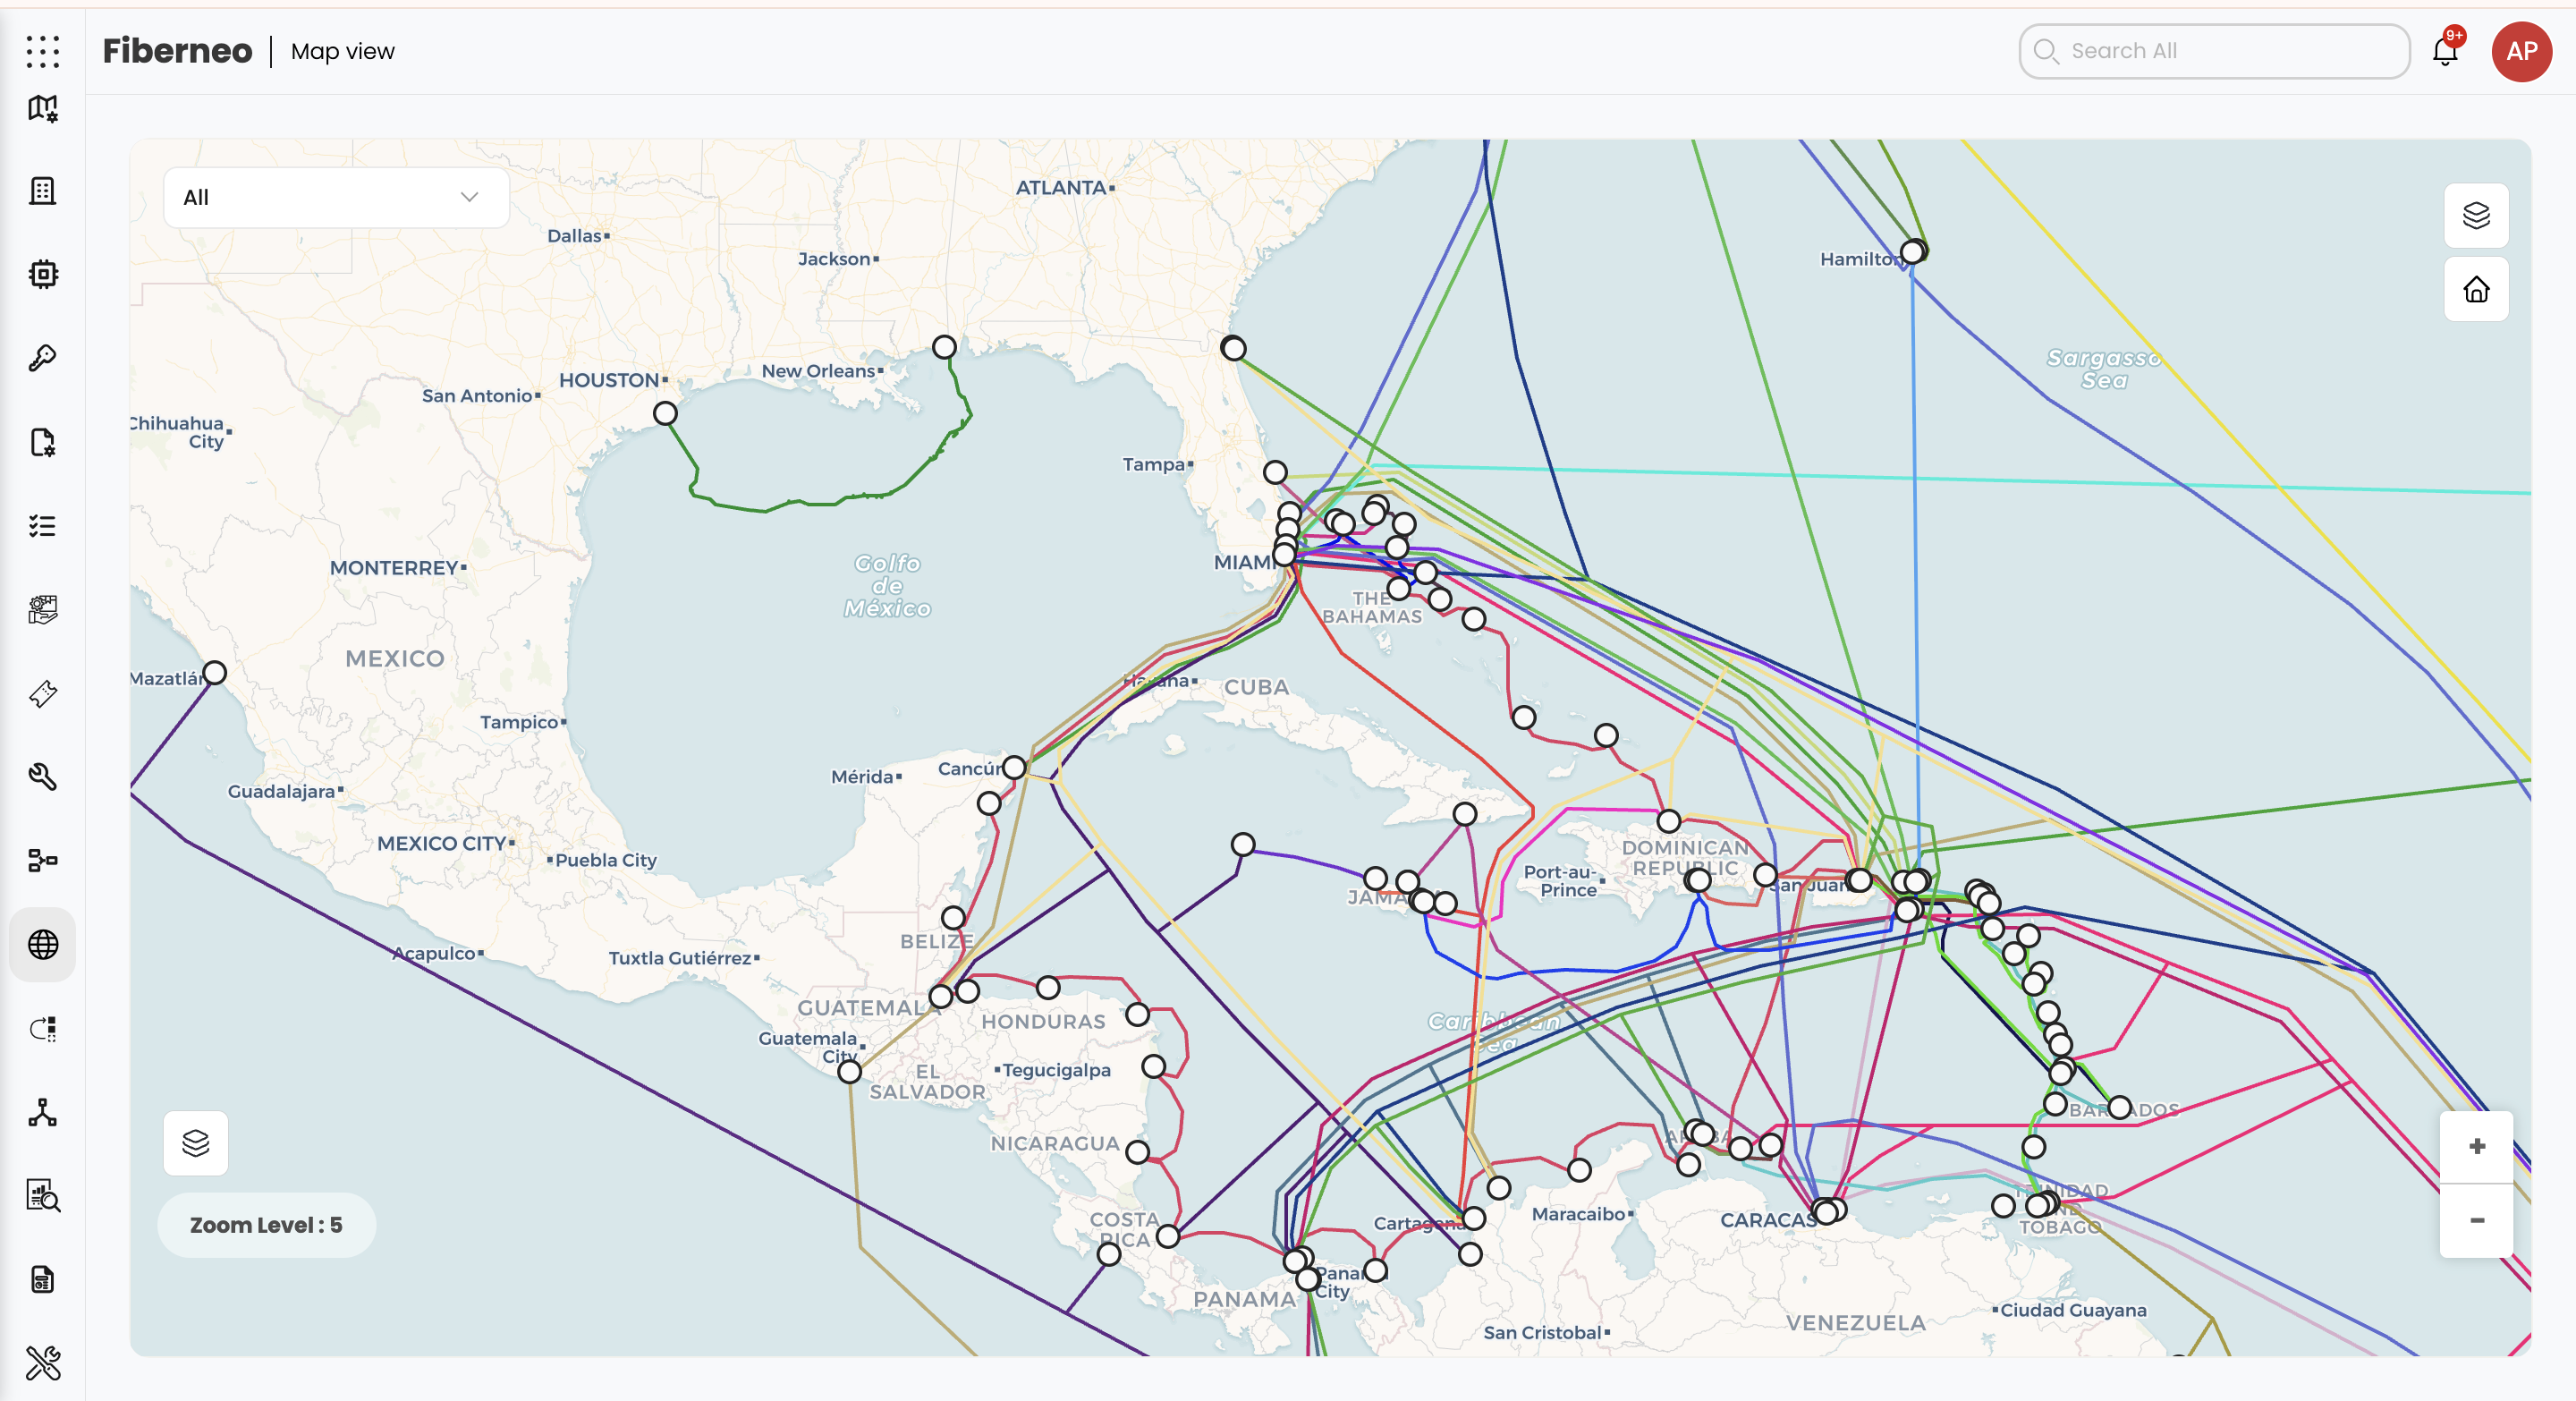 Fiberneo
Map view
Search All
9+
AP
All
ATLANTA
Dallas
Jackson
Hamilton
HOUSTON
New Orleans
San Antonio
Sargasso
Sea
Chihuahua
City
Tampa
MONTERREY
MIAMI
Golfo
de
México
THE
BAHAMAS
MEXICO
Mazatlán
Havana
CUBA
Tampico
Mérida
Cancún
Guadalajara
MEXICO CITY
Puebla City
DOMINICAN
REPUBLIC
Port-au-
Prince
San Juan
JAMAICA
BELIZE
Acapulco
Tuxtla Gutiérrez
GUATEMALA
HONDURAS
Caribbean
Sea
Guatemala
City
Tegucigalpa
EL
SALVADOR
BARBADOS
NICARAGUA
ARUBA
TRINIDAD
AND
TOBAGO
COSTA
RICA
Cartagena
Maracaibo
CARACAS
Zoom Level : 5
+
-
Panama
City
PANAMA
San Cristobal
VENEZUELA
Ciudad Guayana